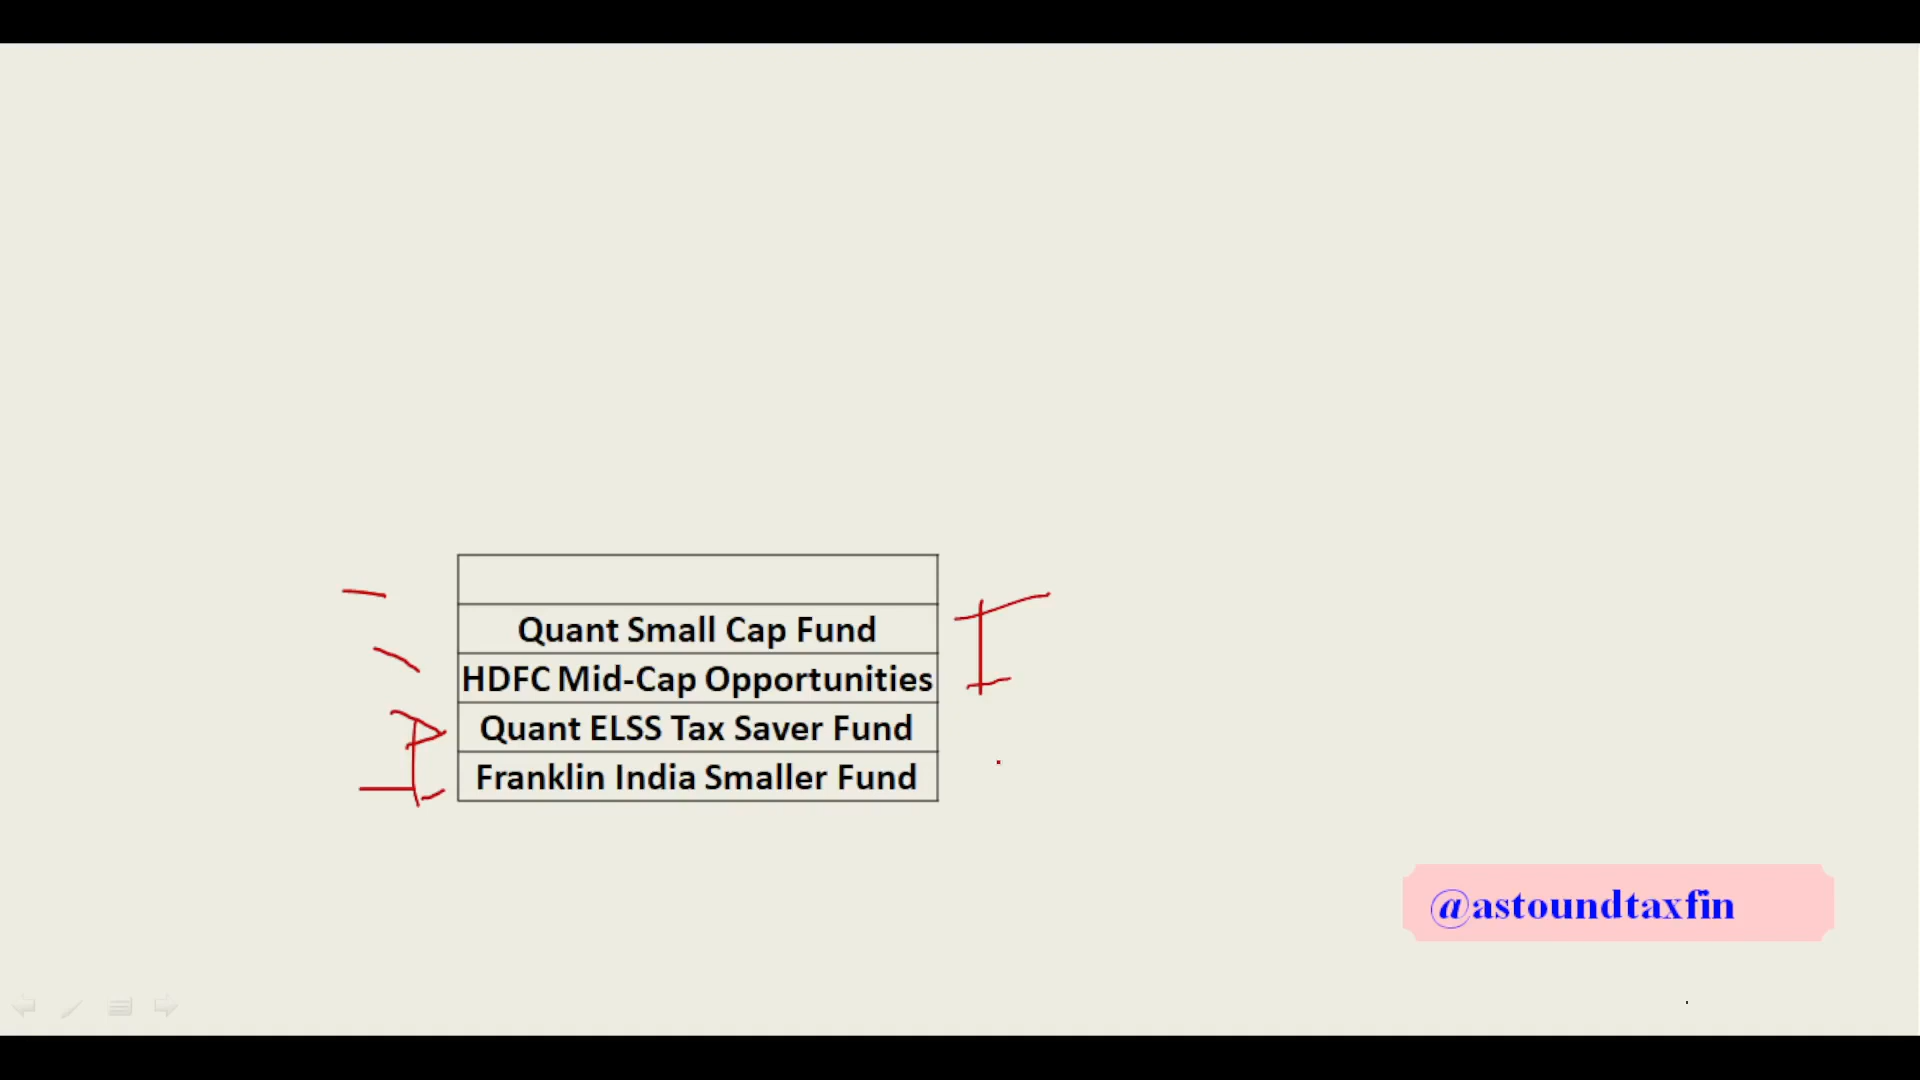 Quant Small Cap Fund
HDFC Mid-Cap Opportunities
Quant ELSS Tax Saver Fund
Franklin India Smaller Fund
@astoundtaxfin